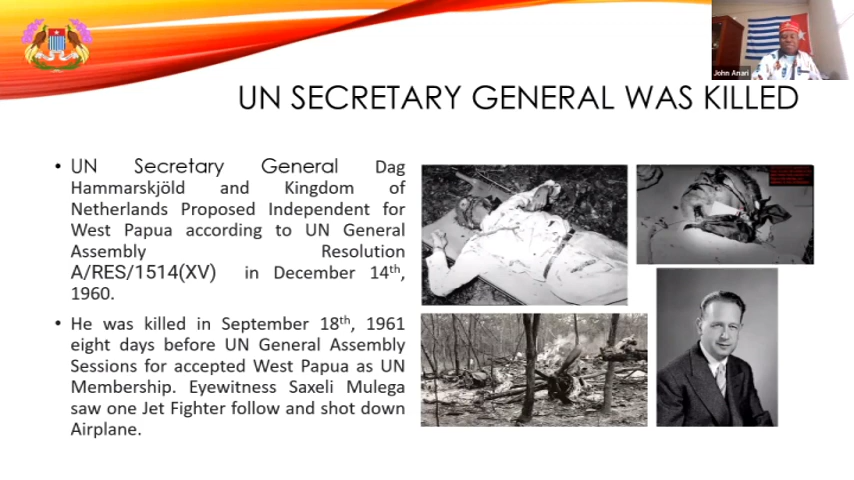 John Anari
UN SECRETARY GENERAL WAS KILLED
• UN Secretary General Dag
Hammarskjöld and Kingdom of
Netherlands Proposed Independent for
West Papua according to UN General
Assembly Resolution
A/RES/1514(XV) in December 14th,
1960.
• He was killed in September 18th, 1961
eight days before UN General Assembly
Sessions for accepted West Papua as UN
Membership. Eyewitness Saxeli Mulega
saw one Jet Fighter follow and shot down
Airplane.